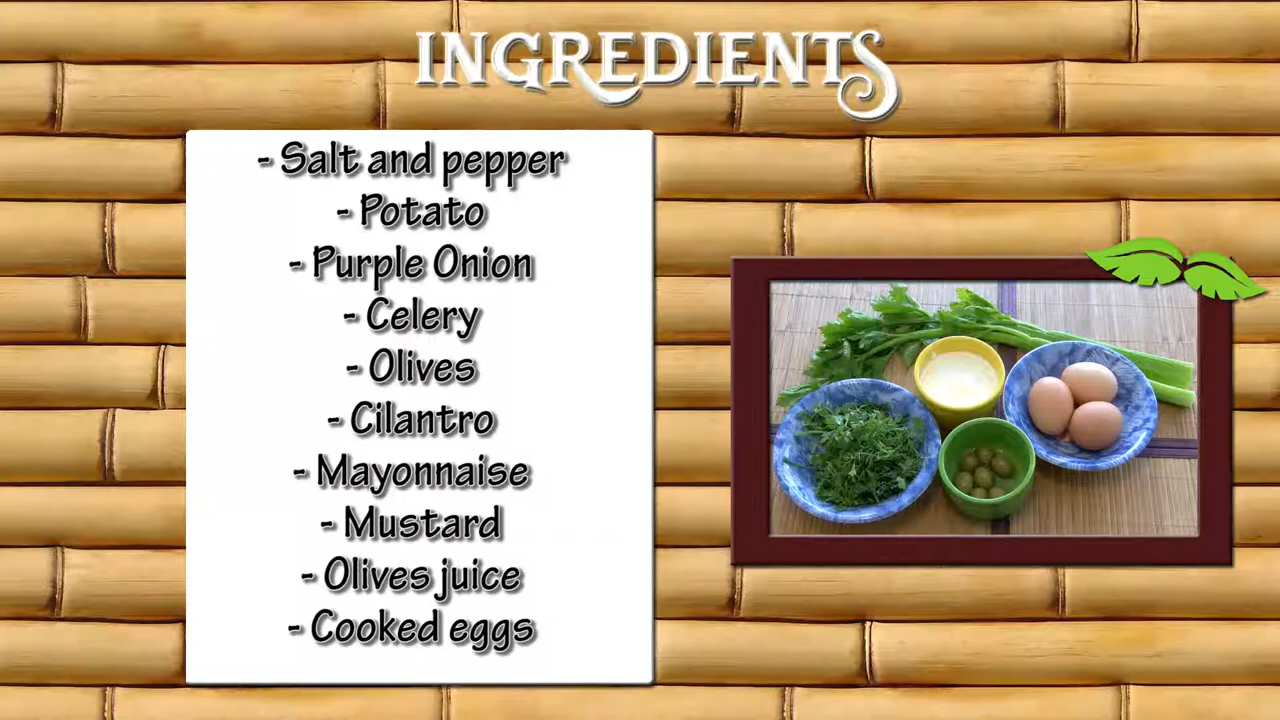 INGREDIENTS
- Salt and pepper
- Potato
- Purple Onion
- Celery
- Olives
- Cilantro
- Mayonnaise
- Mustard
- Olives juice
- Cooked eggs